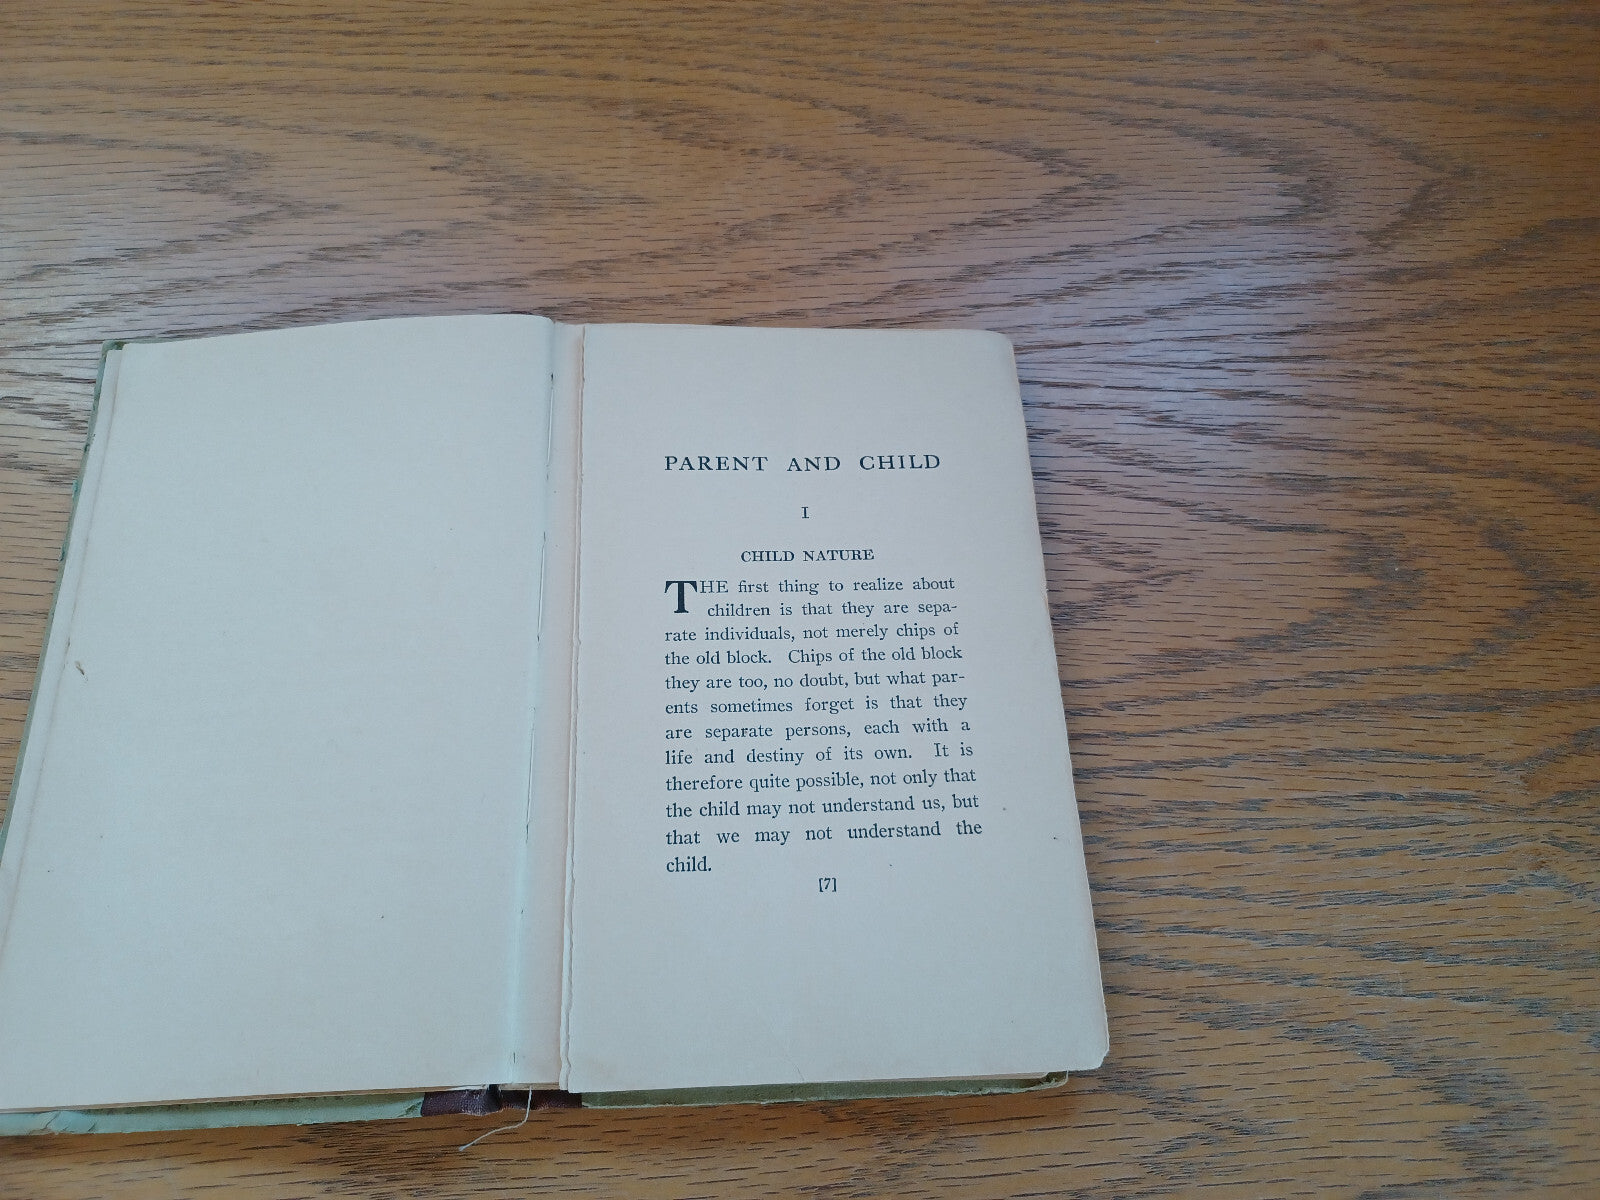 PARENT AND CHILD
I
CHILD NATURE
THE first thing to realize about
children is that they are sepa-
rate individuals, not merely chips of
the old block. Chips of the old block
they are too, no doubt, but what par-
ents sometimes forget is that they
are separate persons, each with a
life and destiny of its own. It is
therefore quite possible, not only that
the child may not understand us, but
that we may not understand the
child.
[7]